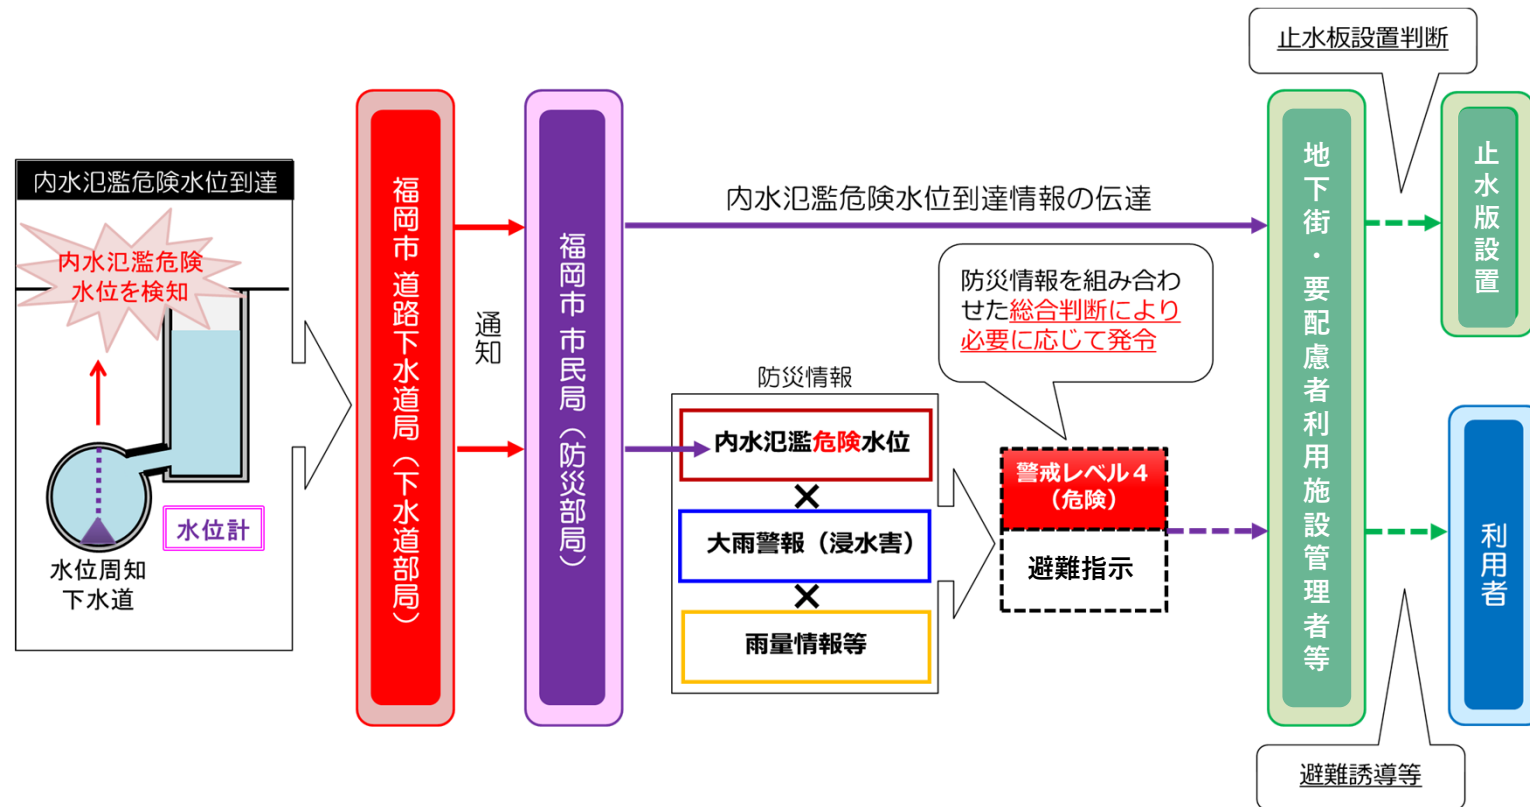 止水板設置判断
内水氾濫危険水位到達
内水氾濫危険
水位を検知
水位計
水位周知
下水道
福岡市 道路下水道局（下水道部局）
通知
福岡市 市民局（防災部局）
内水氾濫危険水位到達情報の伝達
防災情報を組み合わ
せた総合判断により
必要に応じて発令
防災情報
内水氾濫危険水位
×
大雨警報（浸水害）
×
雨量情報等
警戒レベル４
（危険）
避難指示
地下街・要配慮者利用施設管理者等
止水版設置
利用者
避難誘導等